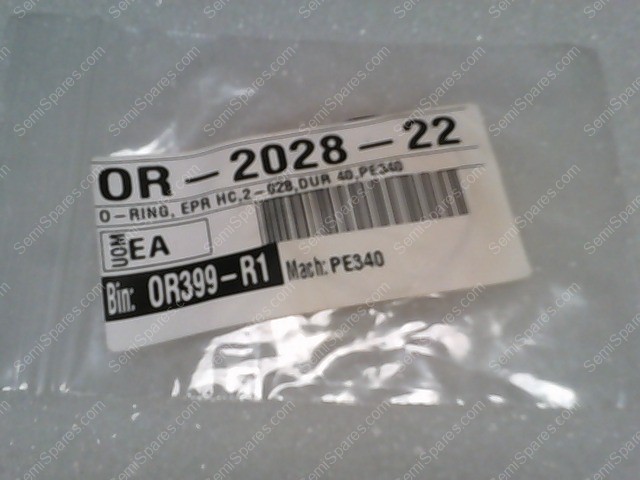 OR-2028-22
O-RING, EPR HC,2-028,DUR 40,PE340
UOM EA
Bin: OR399-R1 Mach: PE340
SemiSpares.com